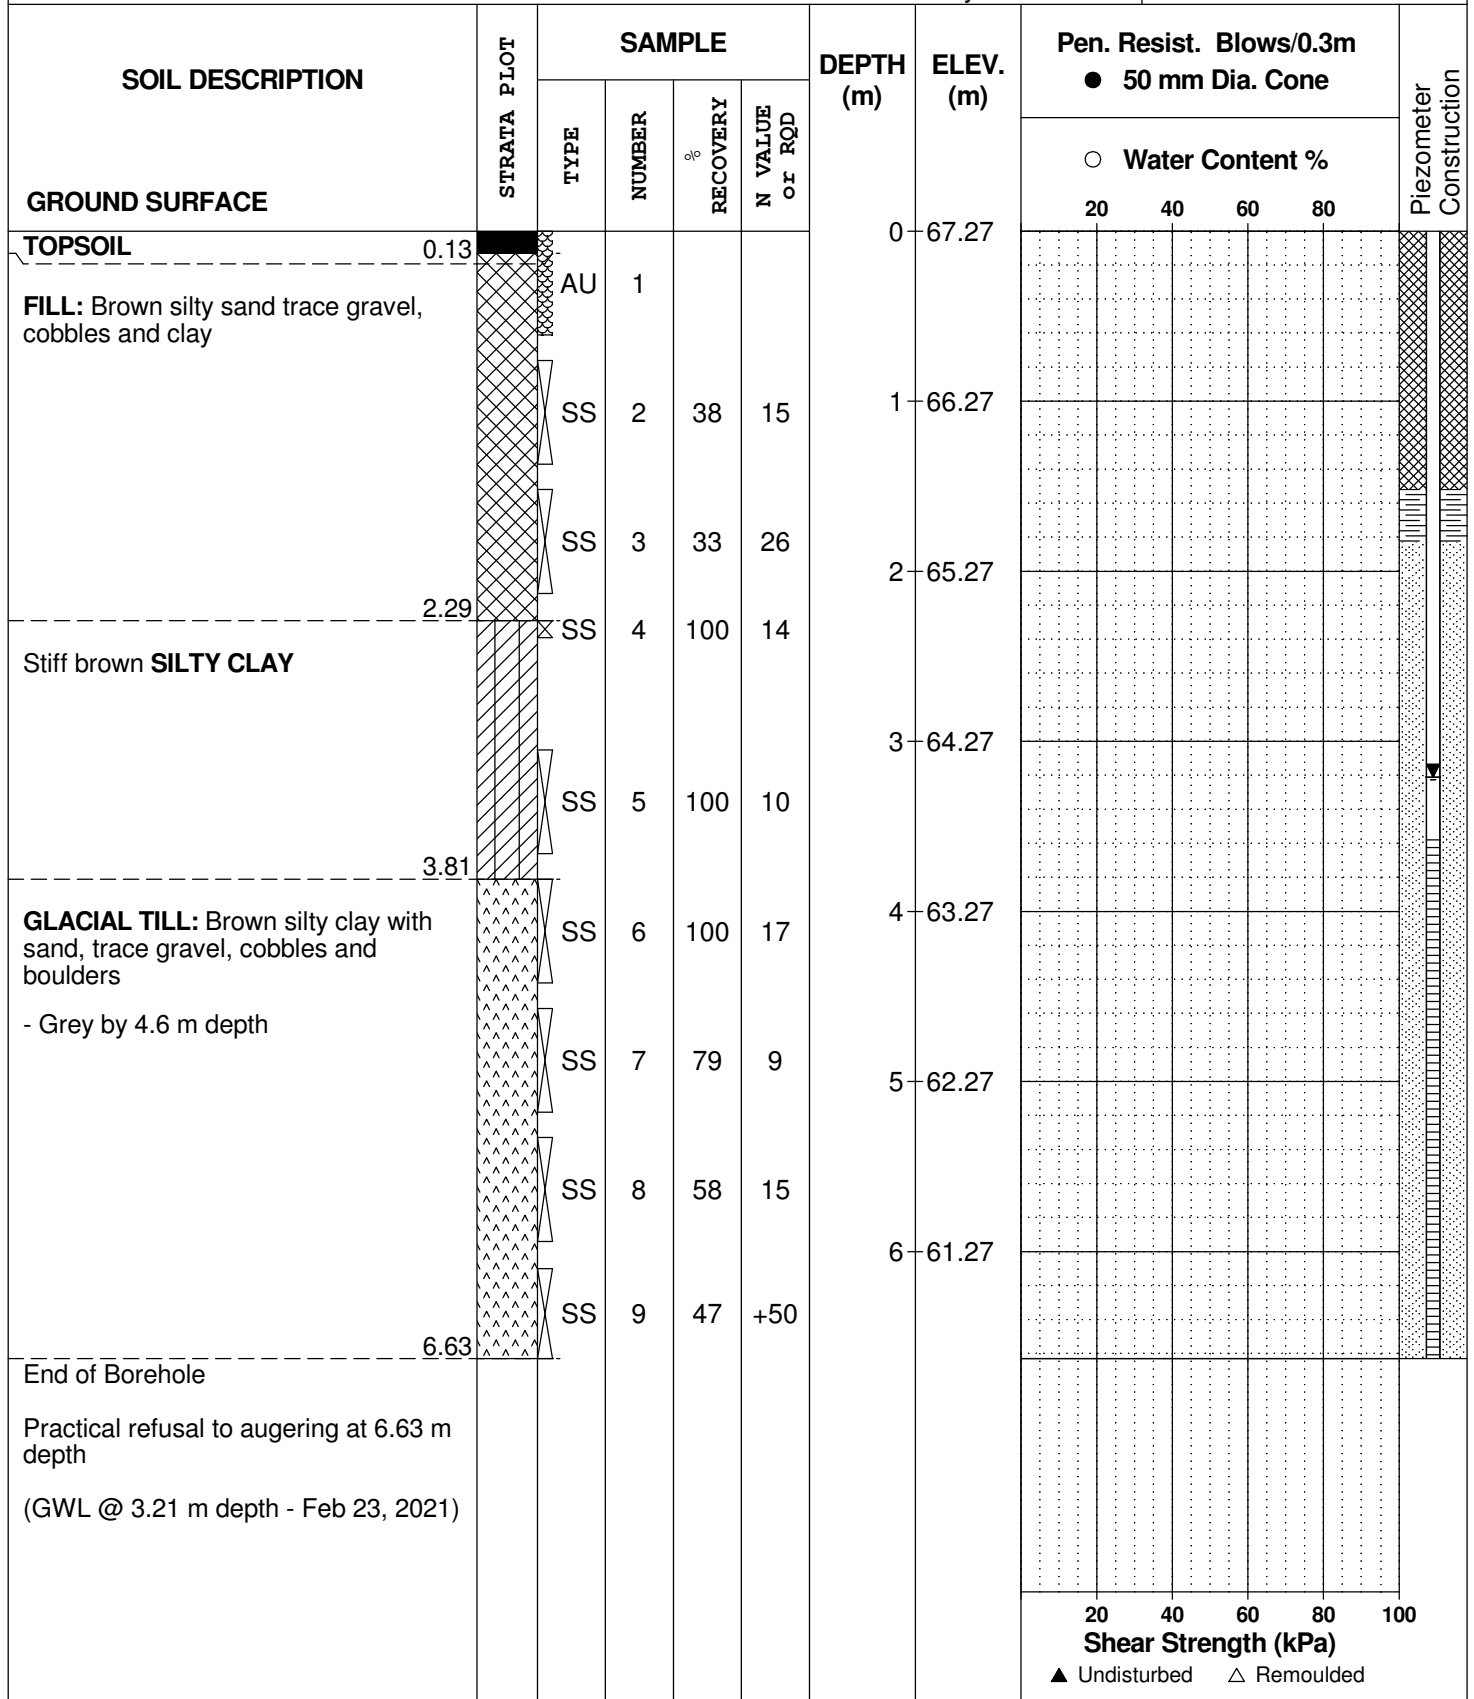 SOIL DESCRIPTION
GROUND SURFACE
STRATA PLOT
SAMPLE
TYPE
NUMBER
% RECOVERY
N VALUE or RQD
DEPTH (m)
ELEV. (m)
Pen. Resist. Blows/0.3m
● 50 mm Dia. Cone
○ Water Content %
20 40 60 80
Piezometer Construction
TOPSOIL 0.13
0 67.27
AU 1
FILL: Brown silty sand trace gravel,
cobbles and clay
SS 2 38 15
1 66.27
SS 3 33 26
2 65.27
2.29
SS 4 100 14
Stiff brown SILTY CLAY
3 64.27
SS 5 100 10
3.81
GLACIAL TILL: Brown silty clay with
sand, trace gravel, cobbles and
boulders
SS 6 100 17
4 63.27
- Grey by 4.6 m depth
SS 7 79 9
5 62.27
SS 8 58 15
6 61.27
SS 9 47 +50
6.63
End of Borehole
Practical refusal to augering at 6.63 m
depth
(GWL @ 3.21 m depth - Feb 23, 2021)
20 40 60 80 100
Shear Strength (kPa)
▲ Undisturbed △ Remoulded